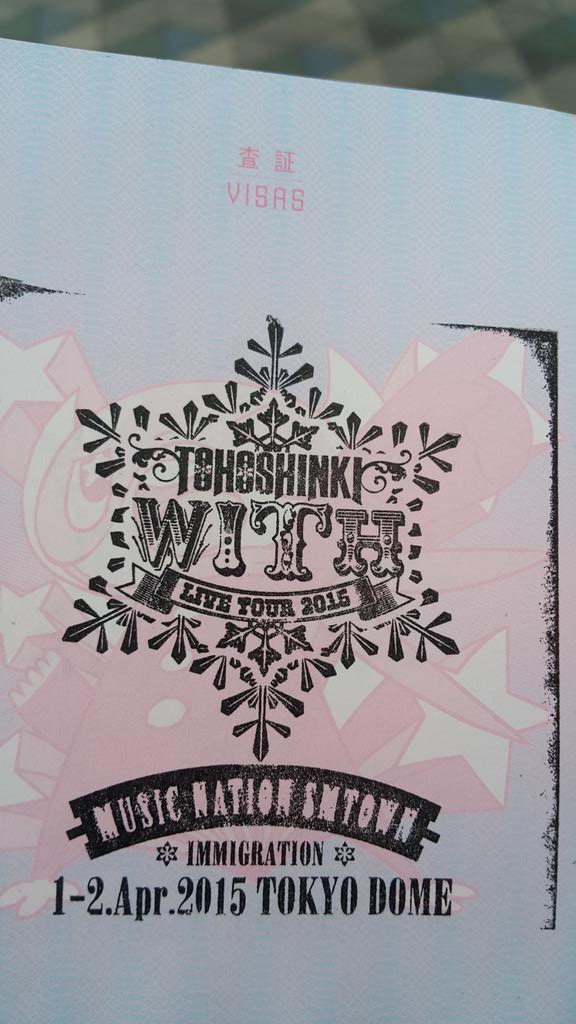 査証
VISAS
TOHOSHINKI
WITH
LIVE TOUR 2015
MUSIC NATION SMTOWN
IMMIGRATION
1-2.Apr.2015 TOKYO DOME